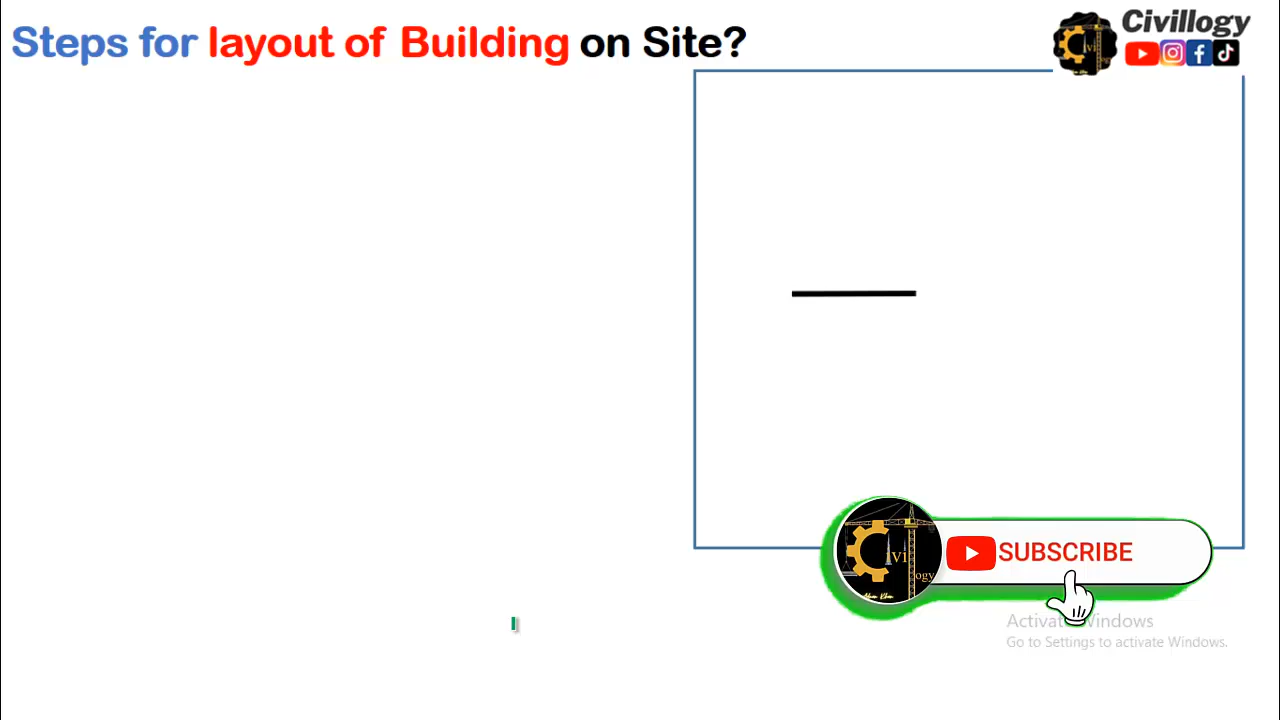 Steps for layout of Building on Site?
Civillogy
SUBSCRIBE
Activate Windows
Go to Settings to activate Windows.